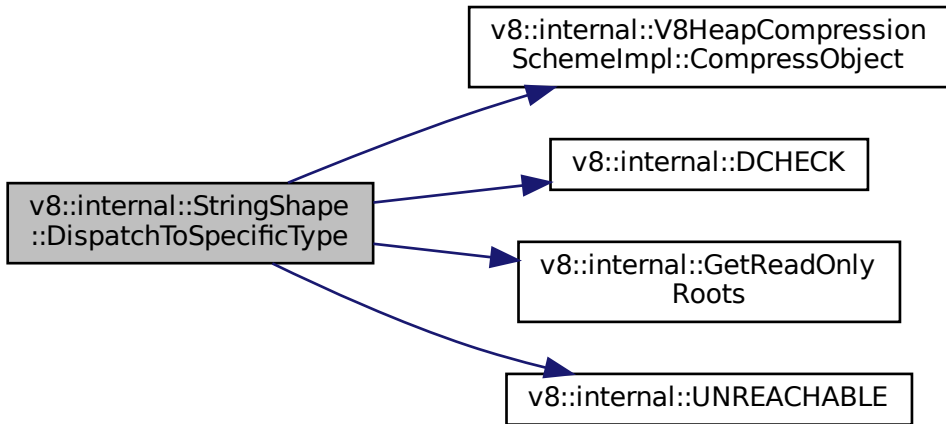 v8::internal::V8HeapCompression
SchemeImpl::CompressObject
v8::internal::DCHECK
v8::internal::StringShape
::DispatchToSpecificType
v8::internal::GetReadOnly
Roots
v8::internal::UNREACHABLE